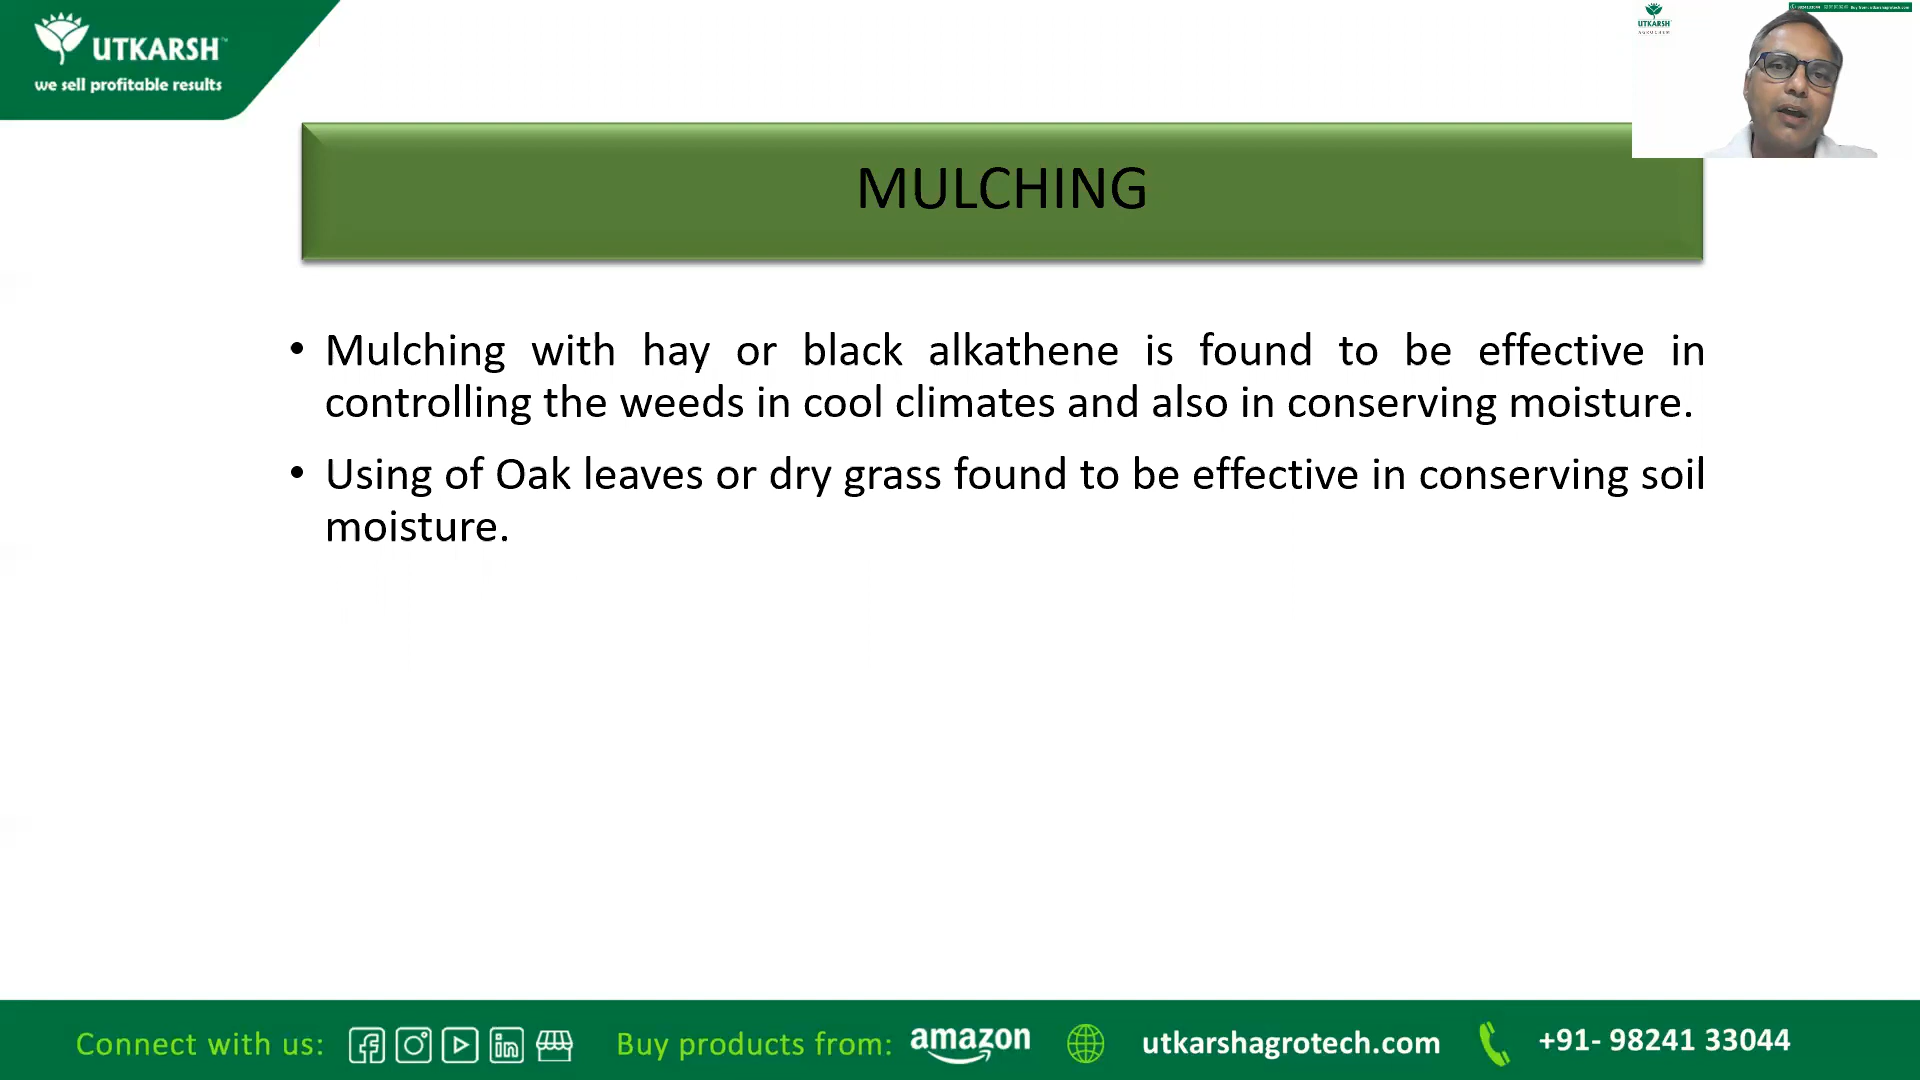 UTKARSH™
we sell profitable results
UTKARSH
AGROCHEM
MULCHING
• Mulching with hay or black alkathene is found to be effective in
controlling the weeds in cool climates and also in conserving moisture.
• Using of Oak leaves or dry grass found to be effective in conserving soil
moisture.
Connect with us: Buy products from: amazon utkarshagrotech.com +91- 98241 33044